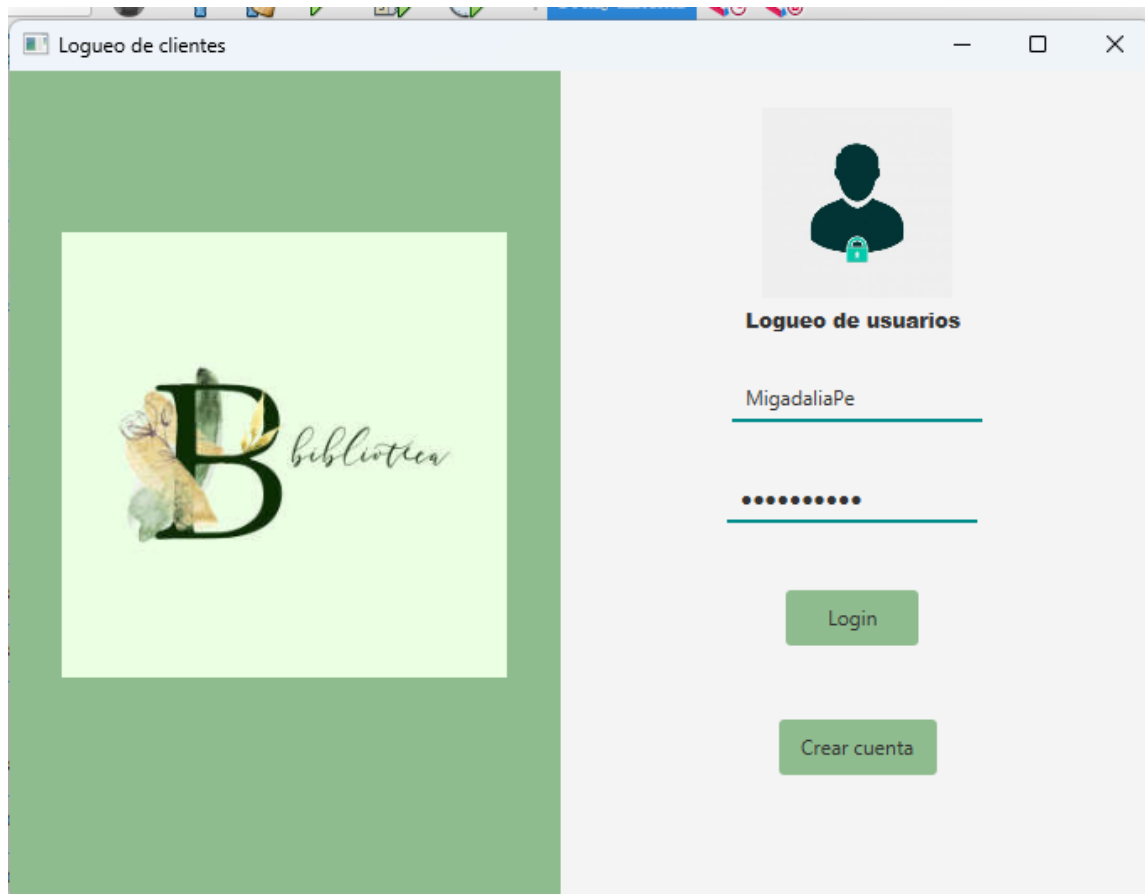 Logueo de clientes
B
biblioteca
Logueo de usuarios
MigadaliaPe
••••••••••
Login
Crear cuenta